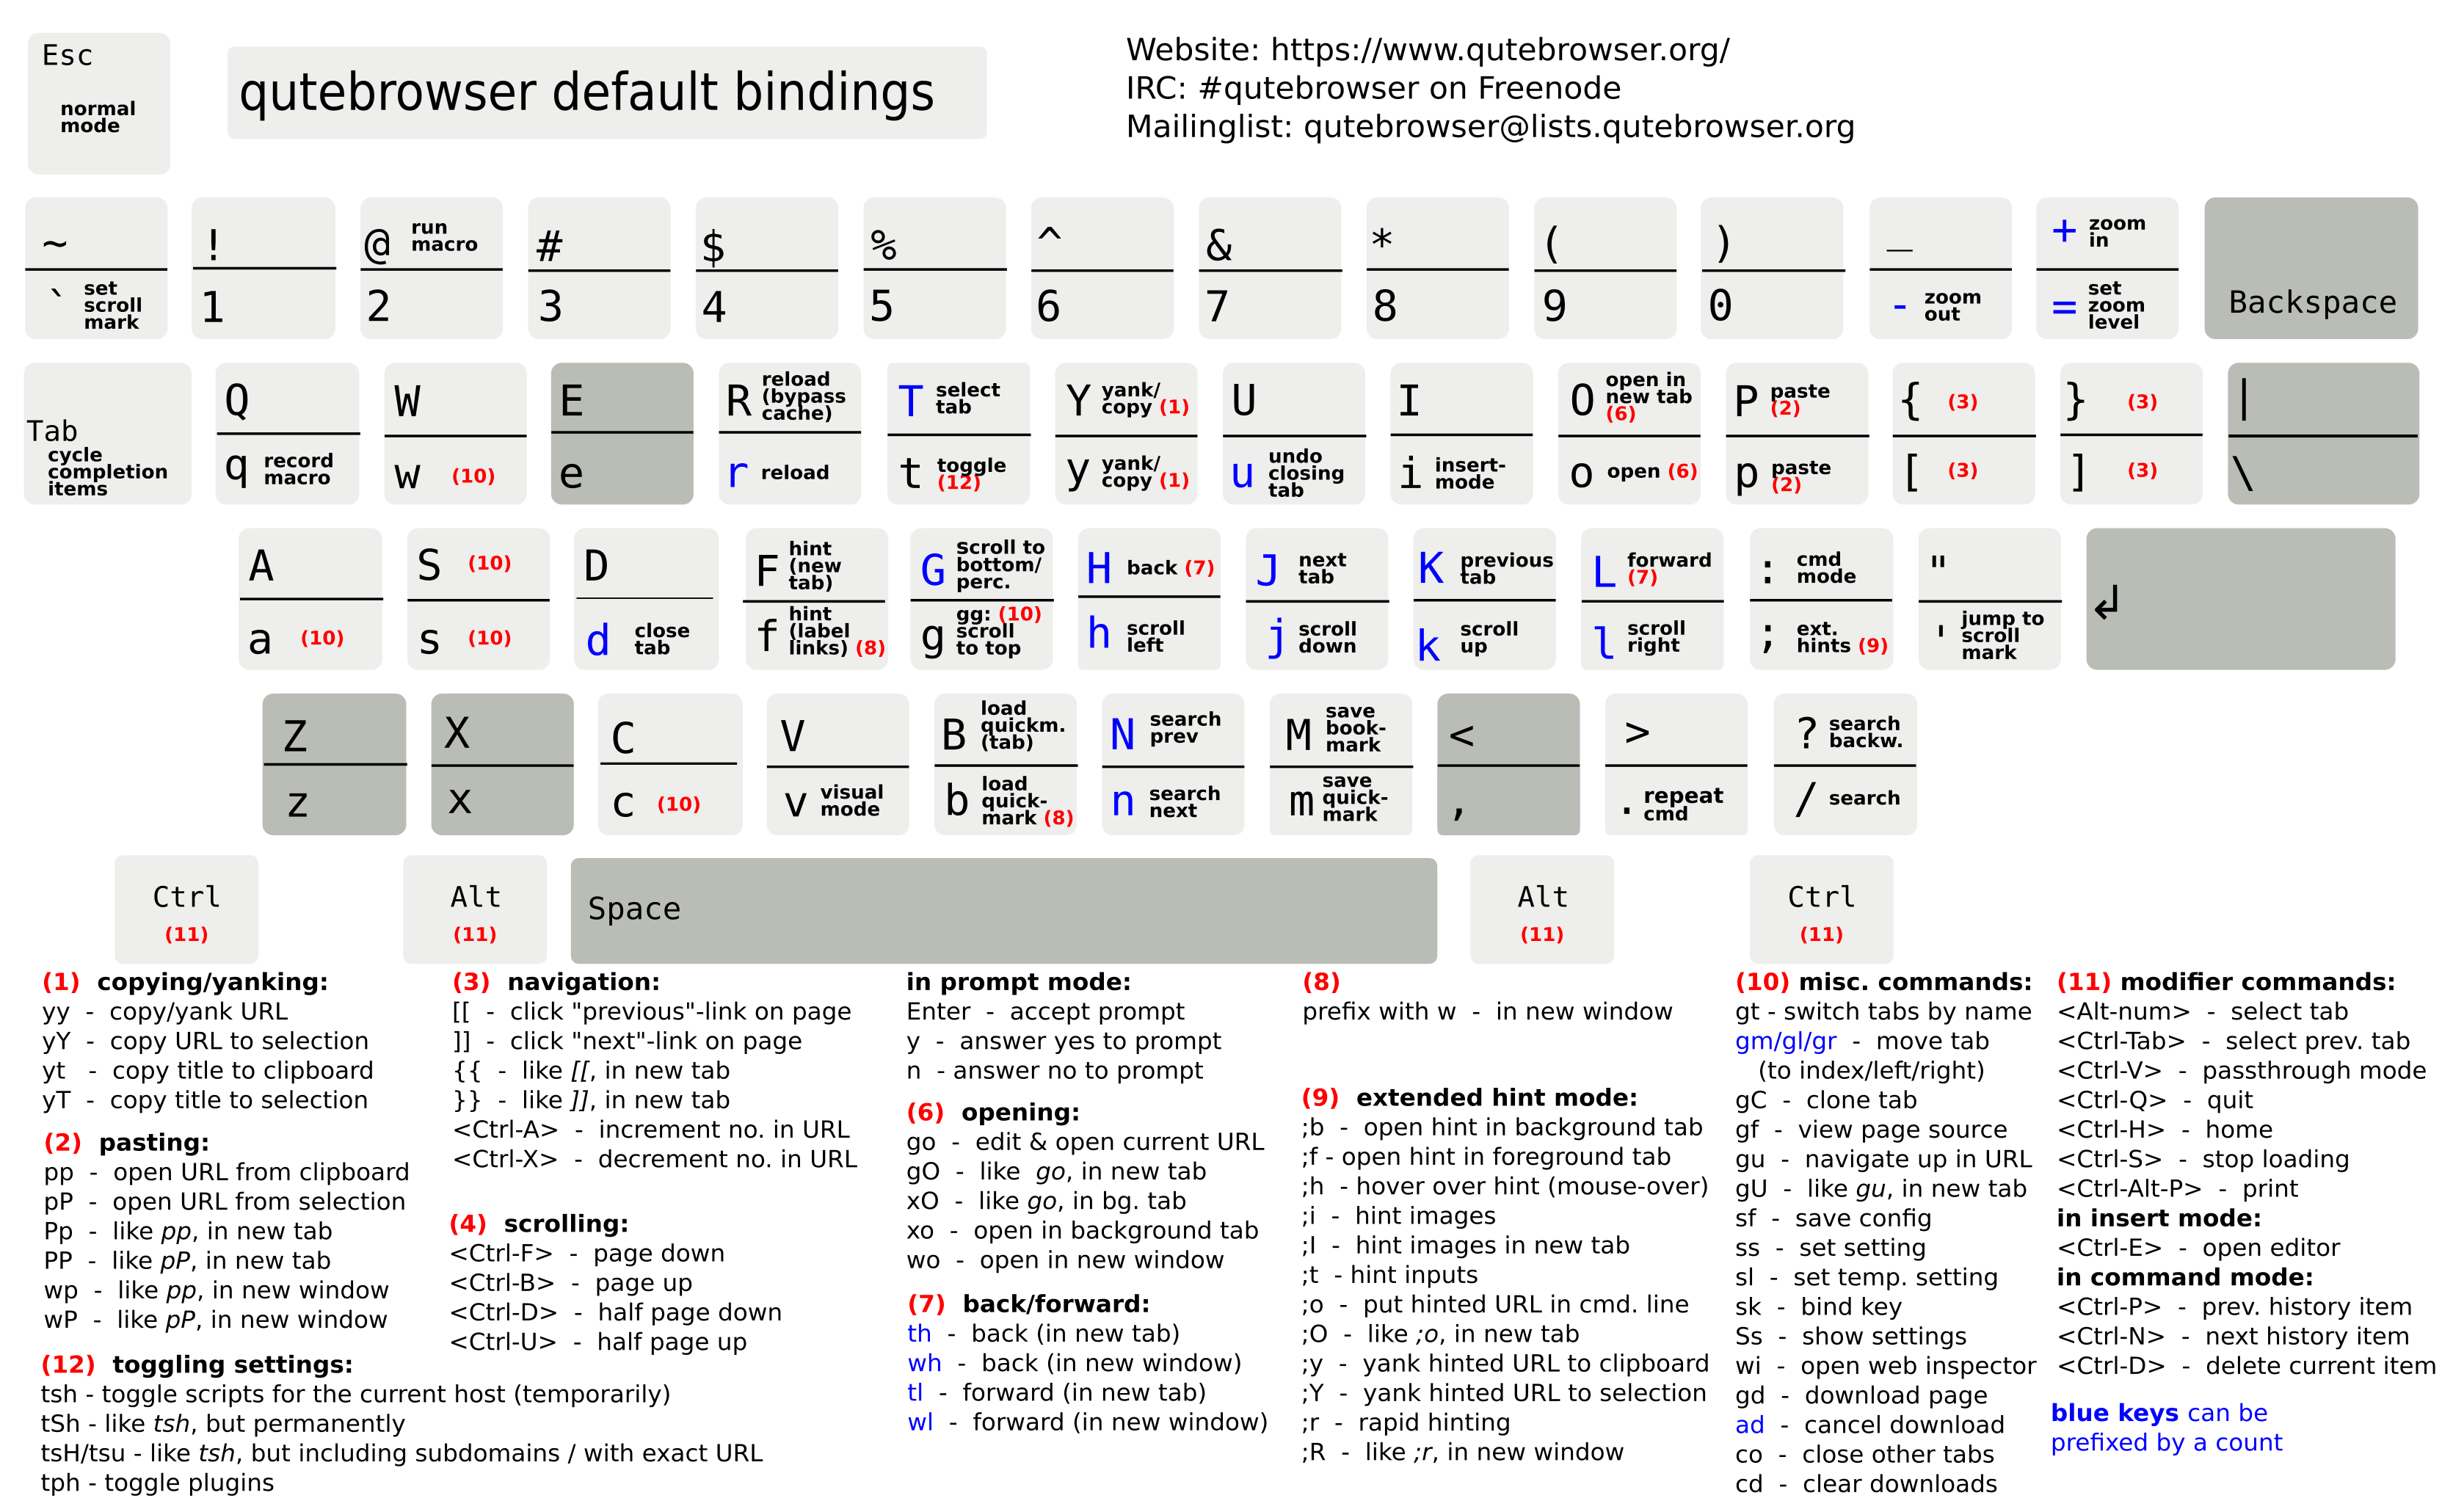 Esc
normal
mode
qutebrowser default bindings
Website: https://www.qutebrowser.org/
IRC: #qutebrowser on Freenode
Mailinglist: qutebrowser@lists.qutebrowser.org
~
` set scroll mark
!
1
@ run macro
2
#
3
$
4
%
5
^
6
&
7
*
8
(
9
)
0
_
- zoom out
+ zoom in
= set zoom level
Backspace
Tab
cycle
completion
items
Q
q record macro
W
w (10)
E
e
R reload (bypass cache)
r reload
T select tab
t toggle (12)
Y yank/ copy (1)
y yank/ copy (1)
U
u undo closing tab
I
i insert- mode
O open in new tab (6)
o open (6)
P paste (2)
p paste (2)
{ (3)
[ (3)
} (3)
] (3)
|
\
A
a (10)
S (10)
s (10)
D
d close tab
F hint (new tab)
f hint (label links) (8)
G scroll to bottom/ perc.
g gg: (10) scroll to top
H back (7)
h scroll left
J next tab
j scroll down
K previous tab
k scroll up
L forward (7)
l scroll right
: cmd mode
; ext. hints (9)
"
' jump to scroll mark
↲
Z
z
X
x
C
c (10)
V
v visual mode
B load quickm. (tab)
b load quick- mark (8)
N search prev
n search next
M save book- mark
m save quick- mark
<
,
>
. repeat cmd
? search backw.
/ search
Ctrl
(11)
Alt
(11)
Space
Alt
(11)
Ctrl
(11)
(1) copying/yanking:
yy - copy/yank URL
yY - copy URL to selection
yt - copy title to clipboard
yT - copy title to selection
(2) pasting:
pp - open URL from clipboard
pP - open URL from selection
Pp - like pp, in new tab
PP - like pP, in new tab
wp - like pp, in new window
wP - like pP, in new window
(12) toggling settings:
tsh - toggle scripts for the current host (temporarily)
tSh - like tsh, but permanently
tsH/tsu - like tsh, but including subdomains / with exact URL
tph - toggle plugins
(3) navigation:
[[ - click "previous"-link on page
]] - click "next"-link on page
{{ - like [[, in new tab
}} - like ]], in new tab
<Ctrl-A> - increment no. in URL
<Ctrl-X> - decrement no. in URL
(4) scrolling:
<Ctrl-F> - page down
<Ctrl-B> - page up
<Ctrl-D> - half page down
<Ctrl-U> - half page up
in prompt mode:
Enter - accept prompt
y - answer yes to prompt
n - answer no to prompt
(6) opening:
go - edit & open current URL
gO - like go, in new tab
xO - like go, in bg. tab
xo - open in background tab
wo - open in new window
(7) back/forward:
th - back (in new tab)
wh - back (in new window)
tl - forward (in new tab)
wl - forward (in new window)
(8)
prefix with w - in new window
(9) extended hint mode:
;b - open hint in background tab
;f - open hint in foreground tab
;h - hover over hint (mouse-over)
;i - hint images
;I - hint images in new tab
;t - hint inputs
;o - put hinted URL in cmd. line
;O - like ;o, in new tab
;y - yank hinted URL to clipboard
;Y - yank hinted URL to selection
;r - rapid hinting
;R - like ;r, in new window
(10) misc. commands:
gt - switch tabs by name
gm/gl/gr - move tab
(to index/left/right)
gC - clone tab
gf - view page source
gu - navigate up in URL
gU - like gu, in new tab
sf - save config
ss - set setting
sl - set temp. setting
sk - bind key
Ss - show settings
wi - open web inspector
gd - download page
ad - cancel download
co - close other tabs
cd - clear downloads
(11) modifier commands:
<Alt-num> - select tab
<Ctrl-Tab> - select prev. tab
<Ctrl-V> - passthrough mode
<Ctrl-Q> - quit
<Ctrl-H> - home
<Ctrl-S> - stop loading
<Ctrl-Alt-P> - print
in insert mode:
<Ctrl-E> - open editor
in command mode:
<Ctrl-P> - prev. history item
<Ctrl-N> - next history item
<Ctrl-D> - delete current item
blue keys can be
prefixed by a count